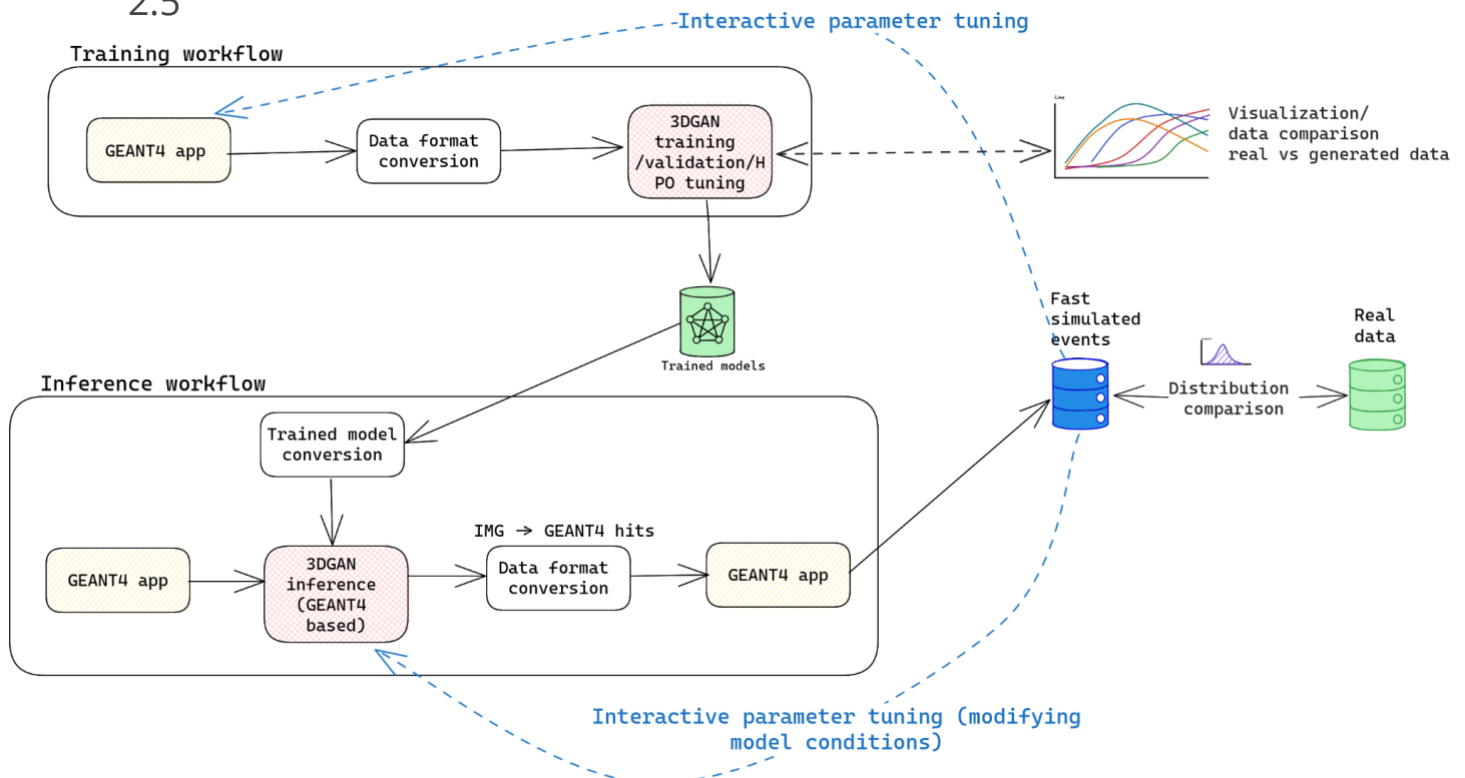 2.5
Interactive parameter tuning
Training workflow
GEANT4 app
Data format
conversion
3DGAN
training
/validation/H
PO tuning
Line
Visualization/
data comparison
real vs generated data
Trained models
Fast
simulated
events
Real
data
Distribution
comparison
Inference workflow
Trained model
conversion
GEANT4 app
3DGAN
inference
(GEANT4
based)
IMG → GEANT4 hits
Data format
conversion
GEANT4 app
Interactive parameter tuning (modifying
model conditions)